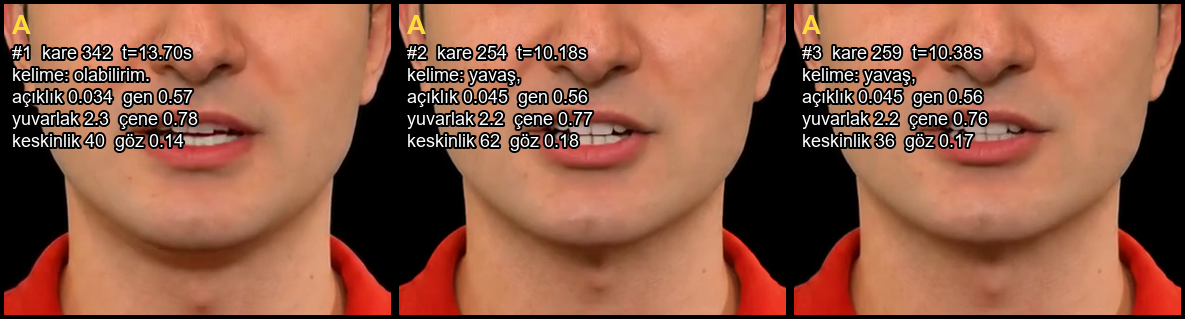 A
#1 kare 342 t=13.70s
kelime: olabilirim.
açıklık 0.034 gen 0.57
yuvarlak 2.3 çene 0.78
keskinlik 40 göz 0.14
A
#2 kare 254 t=10.18s
kelime: yavaş,
açıklık 0.045 gen 0.56
yuvarlak 2.2 çene 0.77
keskinlik 62 göz 0.18
A
#3 kare 259 t=10.38s
kelime: yavaş,
açıklık 0.045 gen 0.56
yuvarlak 2.2 çene 0.76
keskinlik 36 göz 0.17